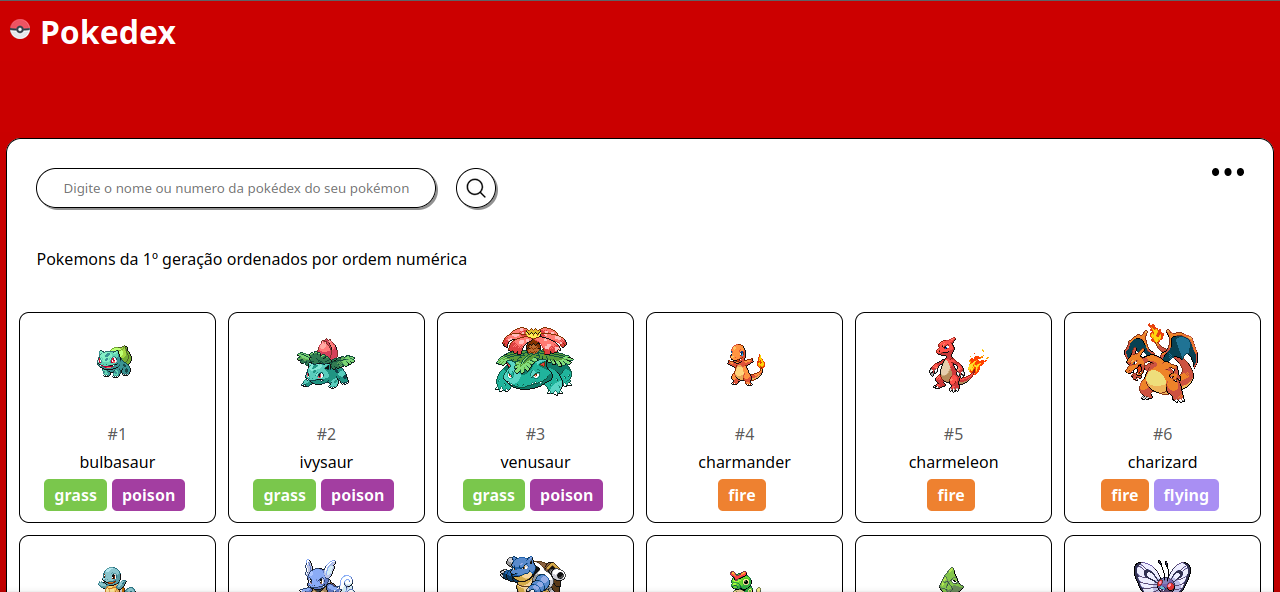 Pokedex
Digite o nome ou numero da pokédex do seu pokémon
Pokemons da 1º geração ordenados por ordem numérica
#1 #2 #3 #4 #5 #6
bulbasaur ivysaur venusaur charmander charmeleon charizard
grass poison grass poison grass poison fire fire fire flying